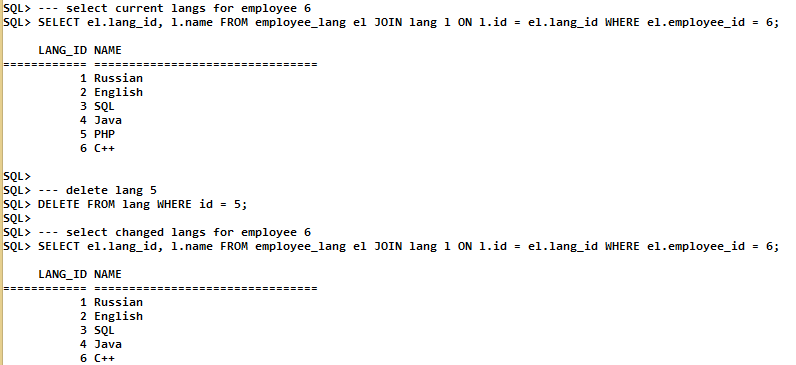 SQL> --- select current langs for employee 6
SQL> SELECT el.lang_id, l.name FROM employee_lang el JOIN lang l ON l.id = el.lang_id WHERE el.employee_id = 6;
LANG_ID NAME
============ ================================
1 Russian
2 English
3 SQL
4 Java
5 PHP
6 C++
SQL>
SQL> --- delete lang 5
SQL> DELETE FROM lang WHERE id = 5;
SQL>
SQL> --- select changed langs for employee 6
SQL> SELECT el.lang_id, l.name FROM employee_lang el JOIN lang l ON l.id = el.lang_id WHERE el.employee_id = 6;
LANG_ID NAME
============ ================================
1 Russian
2 English
3 SQL
4 Java
6 C++